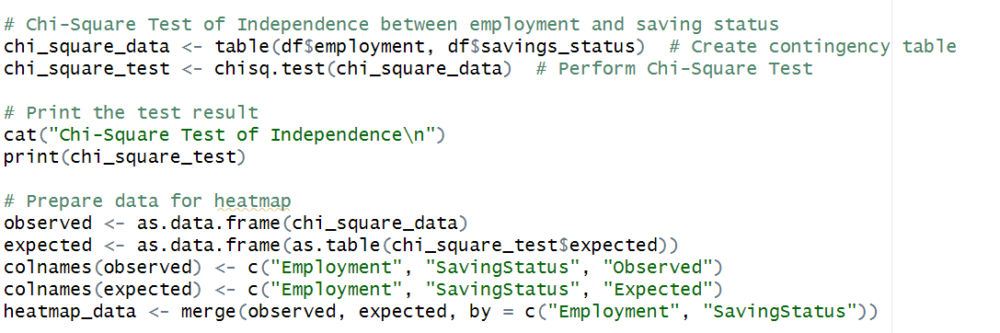 # Chi-Square Test of Independence between employment and saving status
chi_square_data <- table(df$employment, df$savings_status)  # Create contingency table
chi_square_test <- chisq.test(chi_square_data)  # Perform Chi-Square Test
# Print the test result
cat("Chi-Square Test of Independence\n")
print(chi_square_test)
# Prepare data for heatmap
observed <- as.data.frame(chi_square_data)
expected <- as.data.frame(as.table(chi_square_test$expected))
colnames(observed) <- c("Employment", "SavingStatus", "Observed")
colnames(expected) <- c("Employment", "SavingStatus", "Expected")
heatmap_data <- merge(observed, expected, by = c("Employment", "SavingStatus"))